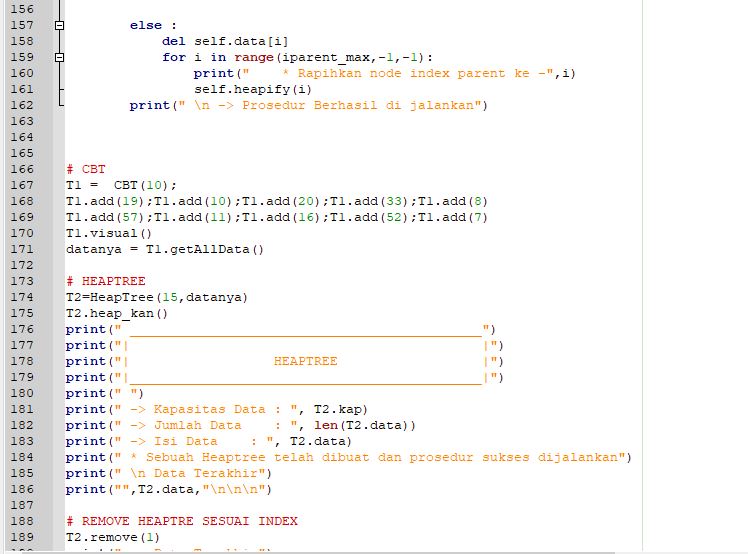 156
157 else :
158 del self.data[i]
159 for i in range(iparent_max,-1,-1):
160 print("    * Rapihkan node index parent ke -",i)
161 self.heapify(i)
162 print(" \n -> Prosedur Berhasil di jalankan")
163
164
165
166 # CBT
167 T1 =  CBT(10);
168 T1.add(19);T1.add(10);T1.add(20);T1.add(33);T1.add(8)
169 T1.add(57);T1.add(11);T1.add(16);T1.add(52);T1.add(7)
170 T1.visual()
171 datanya = T1.getAllData()
172
173 # HEAPTREE
174 T2=HeapTree(15,datanya)
175 T2.heap_kan()
176 print(" ____________________________________________ ")
177 print("|                                            |")
178 print("|                  HEAPTREE                  |")
179 print("|____________________________________________|")
180 print(" ")
181 print(" -> Kapasitas Data : ", T2.kap)
182 print(" -> Jumlah Data    : ", len(T2.data))
183 print(" -> Isi Data    : ", T2.data)
184 print(" * Sebuah Heaptree telah dibuat dan prosedur sukses dijalankan")
185 print(" \n Data Terakhir")
186 print("",T2.data,"\n\n\n")
187
188 # REMOVE HEAPTRE SESUAI INDEX
189 T2.remove(1)